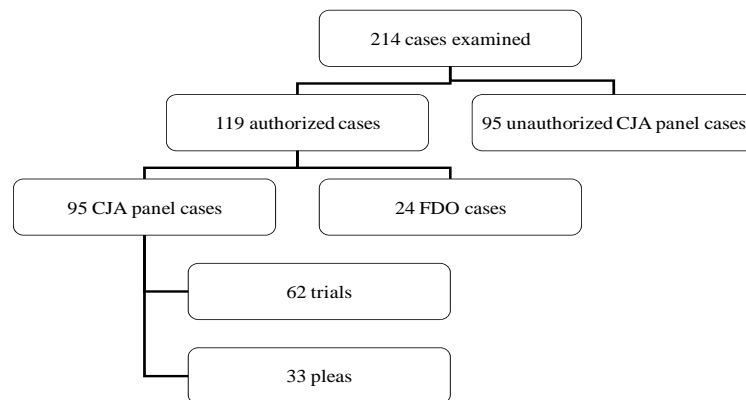 214 cases examined
119 authorized cases
95 unauthorized CJA panel cases
95 CJA panel cases
24 FDO cases
62 trials
33 pleas